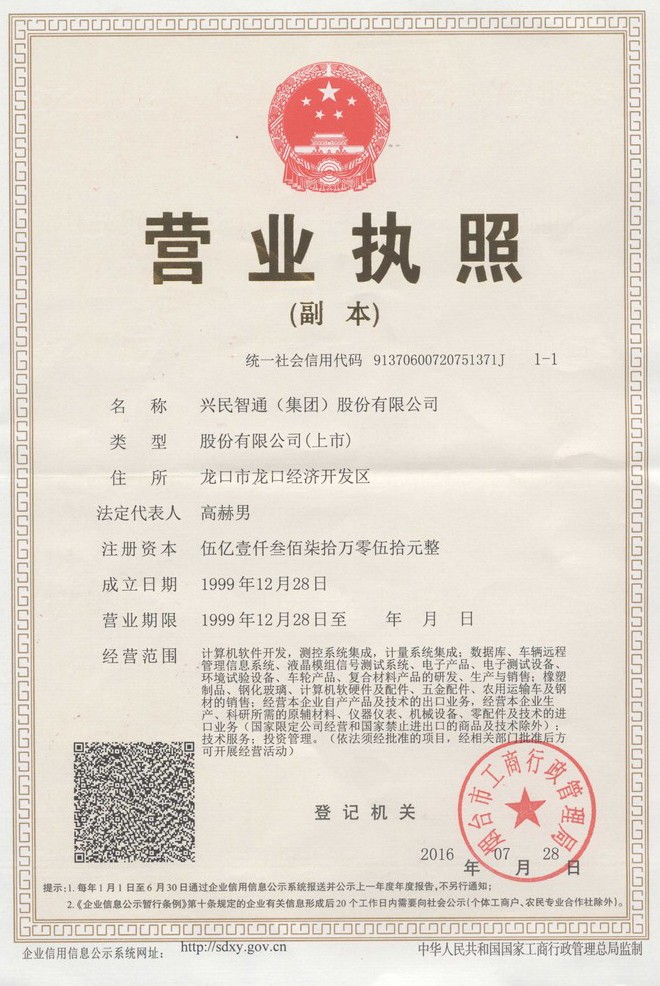 营业执照
(副 本)
统一社会信用代码 91370600720751371J 1-1
名 称 兴民智通（集团）股份有限公司
类 型 股份有限公司(上市)
住 所 龙口市龙口经济开发区
法定代表人 高赫男
注册资本 伍亿壹仟叁佰柒拾万零伍拾元整
成立日期 1999年12月28日
营业期限 1999年12月28日至 年 月 日
经营范围 计算机软件开发，测控系统集成，计量系统集成；数据库、车辆远程
管理信息系统、液晶模组信号测试系统、电子产品、电子测试设备、
环境试验设备、车轮产品、复合材料产品的研发、生产与销售；橡塑
制品、钢化玻璃、计算机软硬件及配件、五金配件、农用运输车及钢
材的销售；经营本企业自产产品及技术的出口业务，经营本企业生
产、科研所需的原辅材料、仪器仪表、机械设备、零配件及技术的进
口业务（国家限定公司经营和国家禁止进出口的商品及技术除外）；
技术服务；投资管理。（依法须经批准的项目，经相关部门批准后方
可开展经营活动）
烟台市工商行政管理局
登记机关
2016 年 07 月 28 日
提示：1. 每年1月1日至6月30日通过企业信用信息公示系统报送并公示上一年度年度报告，不另行通知；
2.《企业信息公示暂行条例》第十条规定的企业有关信息形成后20个工作日内需要向社会公示（个体工商户、农民专业合作社除外）。
企业信用信息公示系统网址： http://sdxy.gov.cn 中华人民共和国国家工商行政管理总局监制